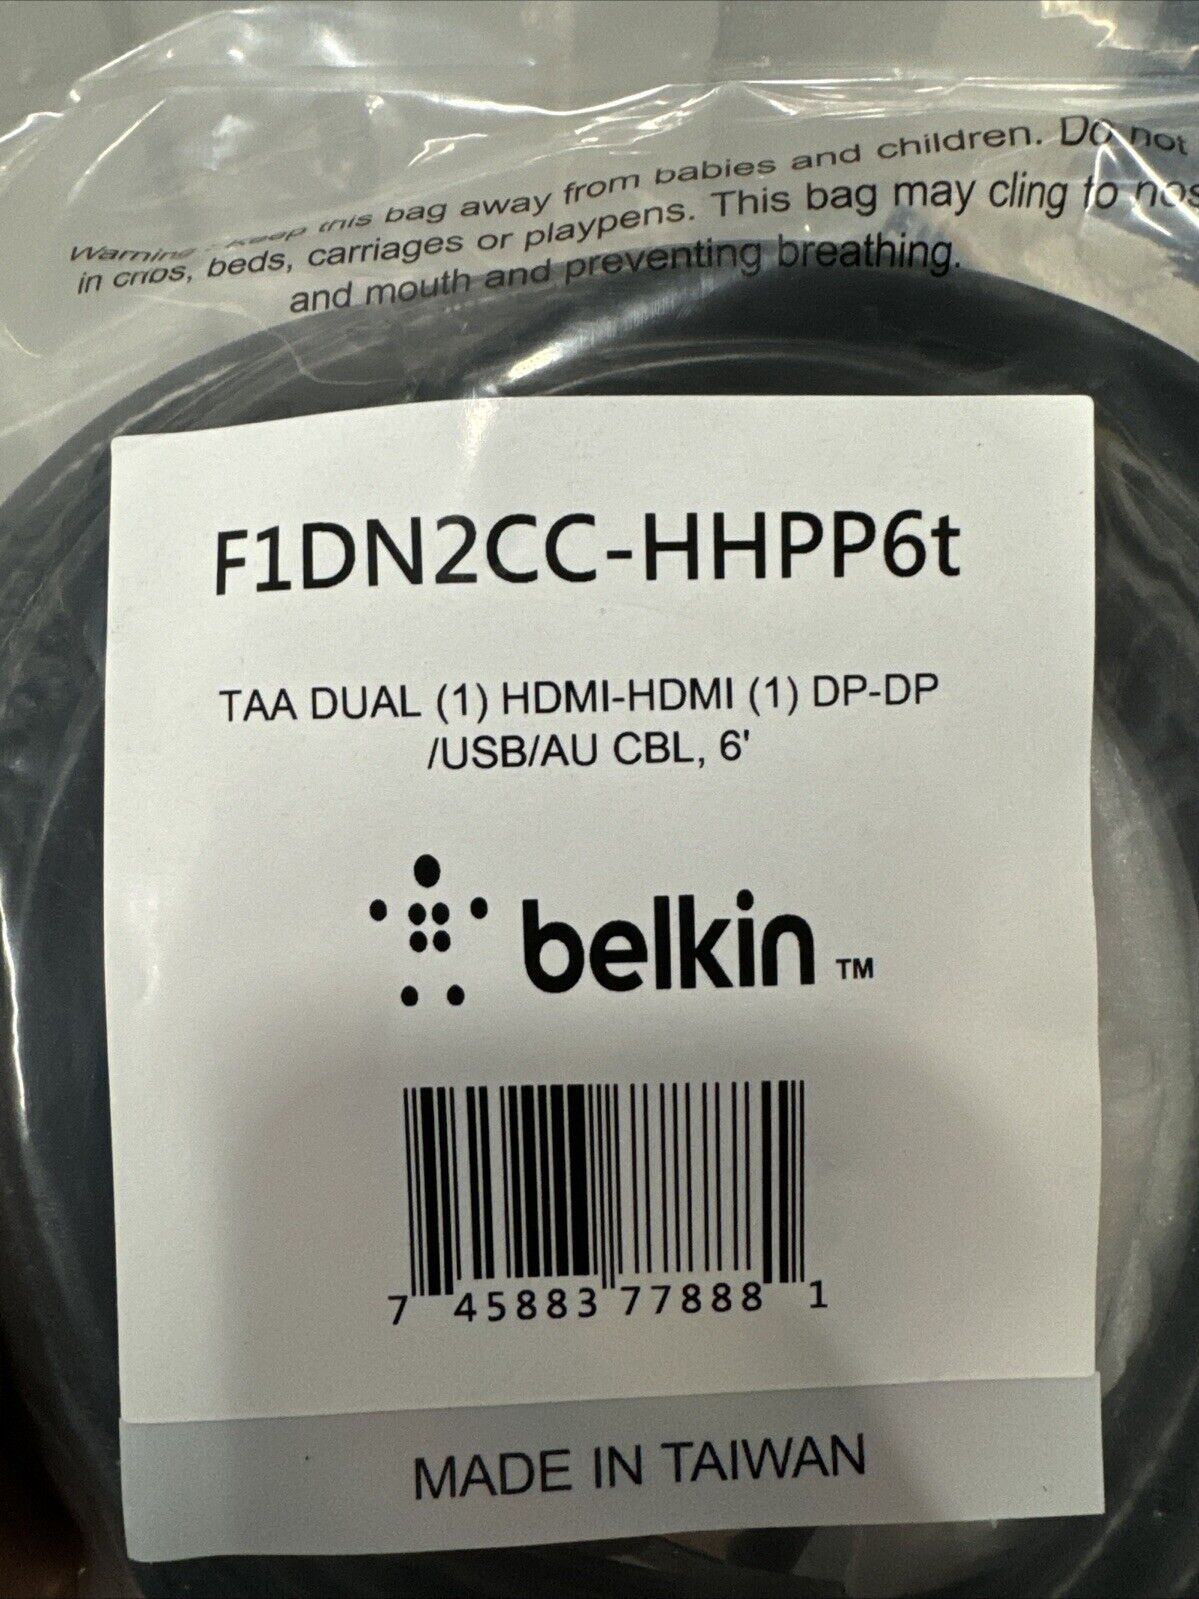 Warning - Keep this bag away from babies and children. Do not
in cribs, beds, carriages or playpens. This bag may cling to nos
and mouth and preventing breathing.
F1DN2CC-HHPP6t
TAA DUAL (1) HDMI-HDMI (1) DP-DP
/USB/AU CBL, 6'
belkin TM
7 45883 77888 1
MADE IN TAIWAN